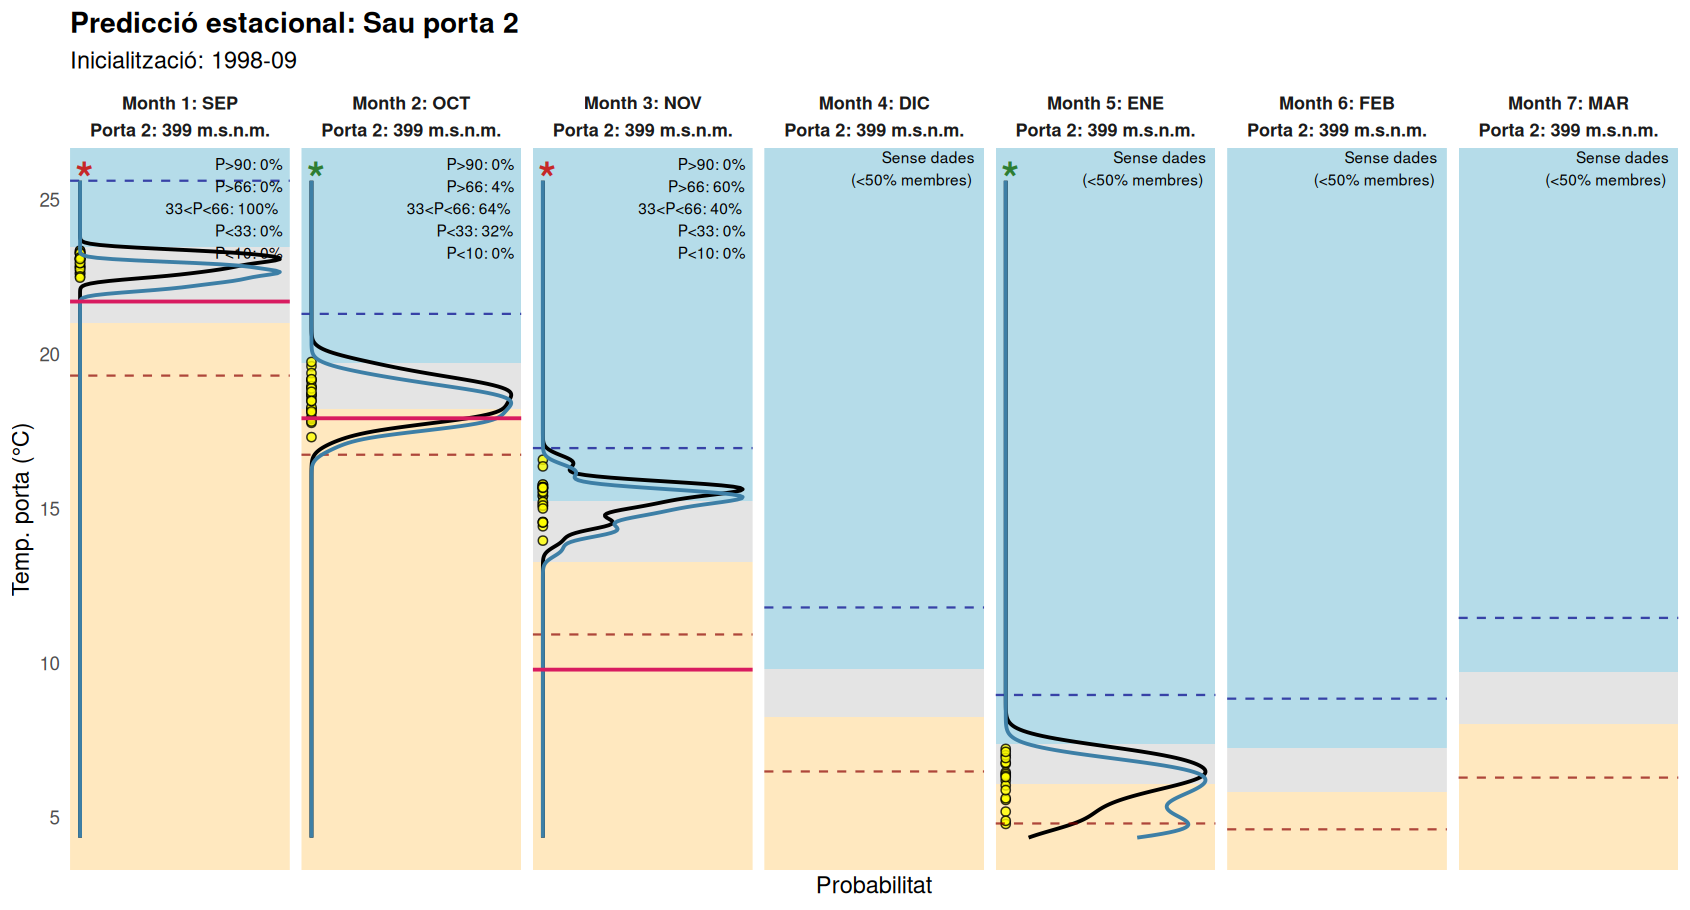 Predicció estacional: Sau porta 2
Inicialització: 1998-09
Month 1: SEP
Porta 2: 399 m.s.n.m.
Month 2: OCT
Porta 2: 399 m.s.n.m.
Month 3: NOV
Porta 2: 399 m.s.n.m.
Month 4: DIC
Porta 2: 399 m.s.n.m.
Month 5: ENE
Porta 2: 399 m.s.n.m.
Month 6: FEB
Porta 2: 399 m.s.n.m.
Month 7: MAR
Porta 2: 399 m.s.n.m.
*
P>90: 0%
P>66: 0%
33<P<66: 100%
P<33: 0%
P<10: 0%
*
P>90: 0%
P>66: 4%
33<P<66: 64%
P<33: 32%
P<10: 0%
*
P>90: 0%
P>66: 60%
33<P<66: 40%
P<33: 0%
P<10: 0%
Sense dades
(<50% membres)
*
Sense dades
(<50% membres)
Sense dades
(<50% membres)
Sense dades
(<50% membres)
25
20
15
10
5
Temp. porta (°C)
Probabilitat